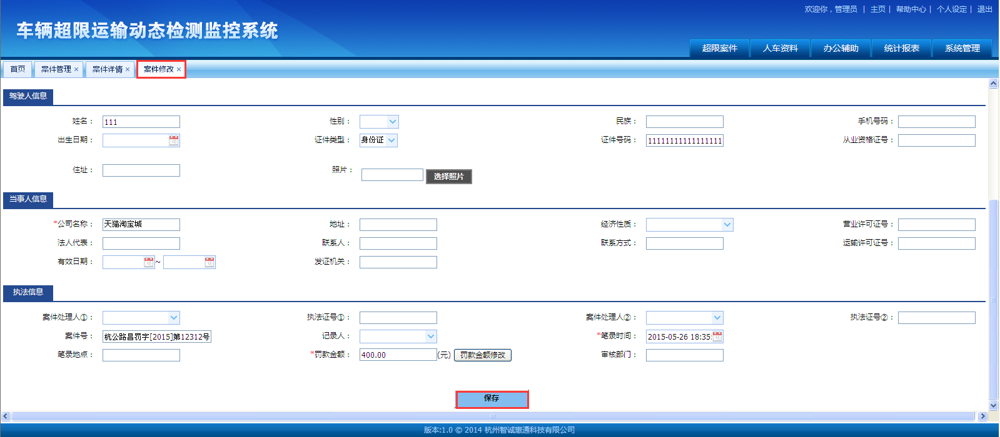 欢迎你，管理员 | 主页 | 帮助中心 | 个人设定 | 退出
车辆超限运输动态检测监控系统
超限案件 人车资料 办公辅助 统计报表 系统管理
首页 案件管理 × 案件详情 × 案件修改 ×
驾驶人信息
姓名： 111 性别： 民族： 手机号码：
出生日期： 证件类型： 身份证 证件号码： 11111111111111111 从业资格证号：
住址： 照片： 选择照片
当事人信息
*公司名称： 天猫淘宝城 地址： 经济性质： 营业许可证号：
法人代表： 联系人： 联系方式： 运输许可证号：
有效日期： ~ 发证机关：
执法信息
案件处理人①： 执法证号①： 案件处理人②： 执法证号②：
案件号： 杭公路昌罚字[2015]第12312号 记录人： *笔录时间： 2015-05-26 18:35:
笔录地点： *罚款金额： 400.00 (元) 罚款金额修改 审核部门：
保存
版本:1.0 © 2014 杭州智诚惠通科技有限公司